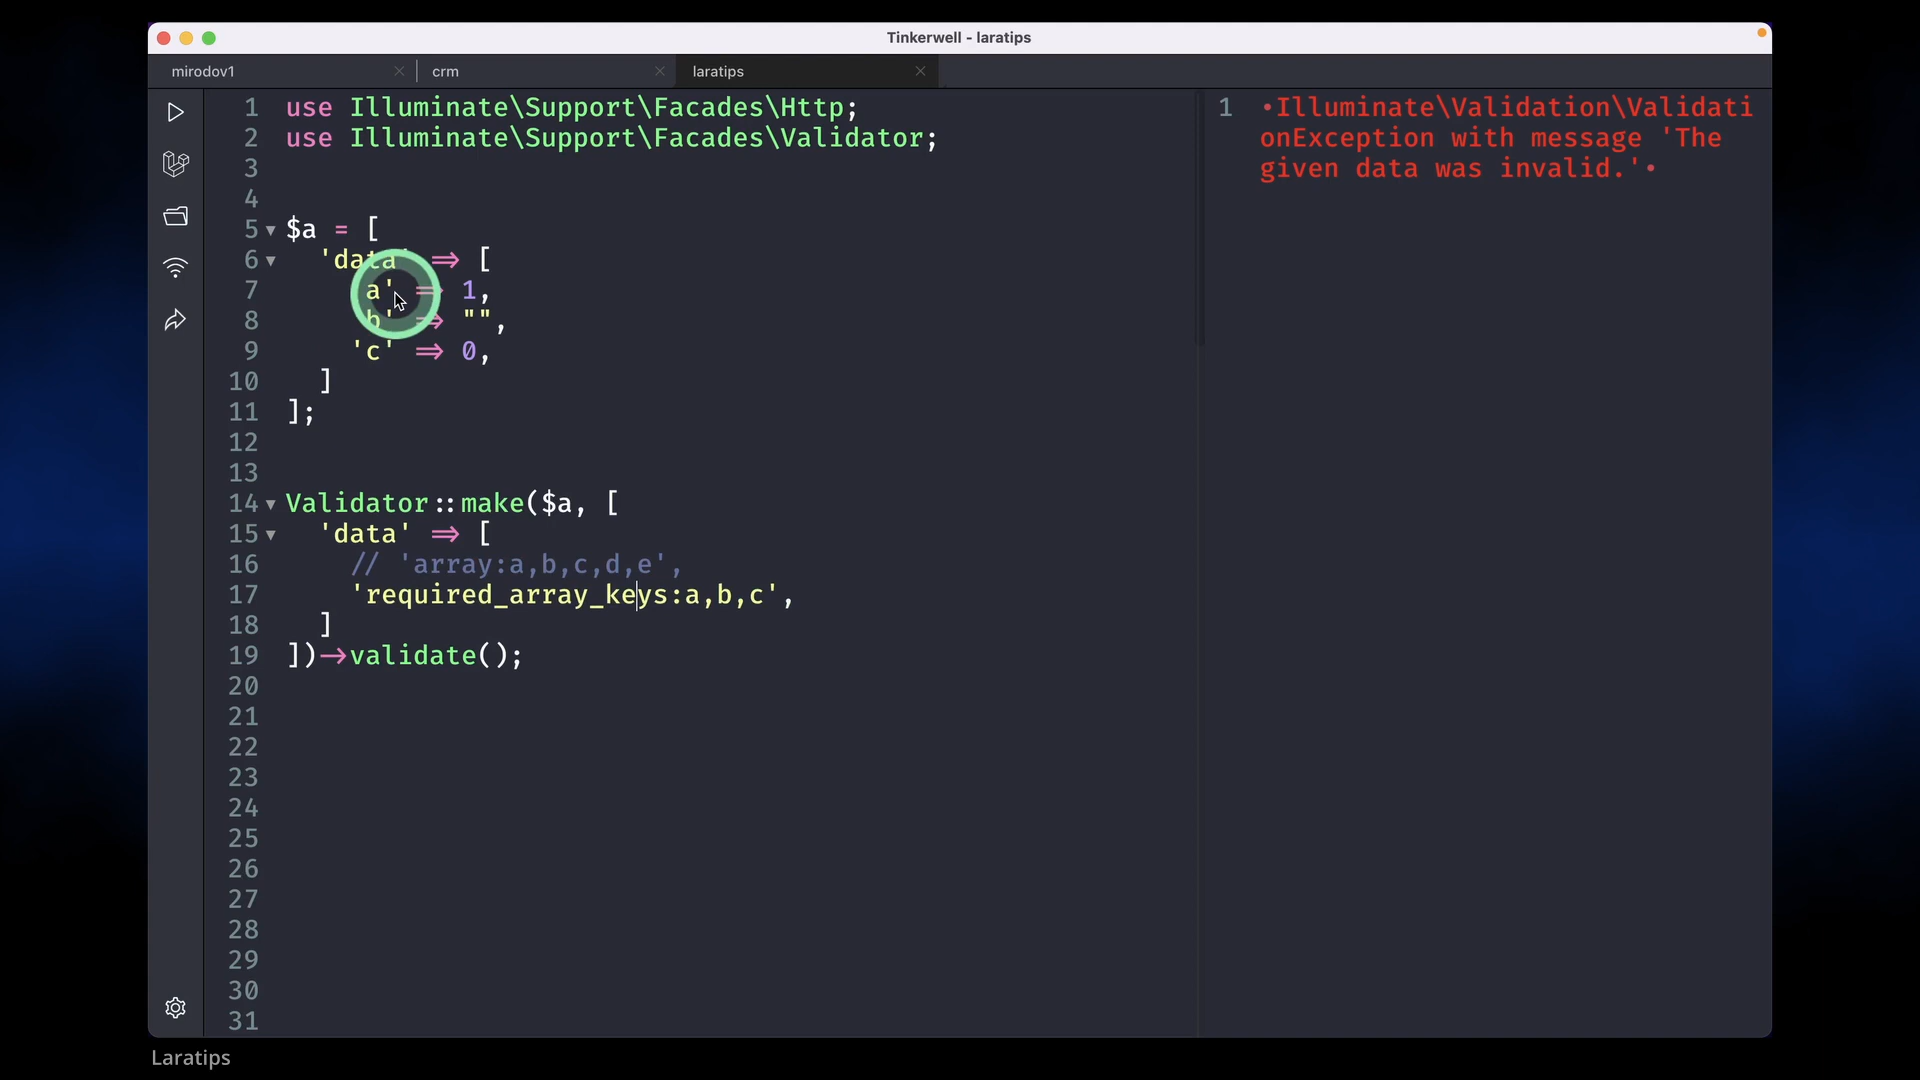 Tinkerwell - laratips
mirodov1
crm
laratips
1 use Illuminate\Support\Facades\Http;
2 use Illuminate\Support\Facades\Validator;
3
4
5 $a = [
6 'data' => [
7 a' => 1,
8 b' => "",
9 'c' => 0,
10 ]
11 ];
12
13
14 Validator::make($a, [
15 'data' => [
16 // 'array:a,b,c,d,e',
17 'required_array_keys:a,b,c',
18 ]
19 ])->validate();
20
21
22
23
24
25
26
27
28
29
30
31
1 •Illuminate\Validation\Validati
onException with message 'The
given data was invalid.'•
Laratips